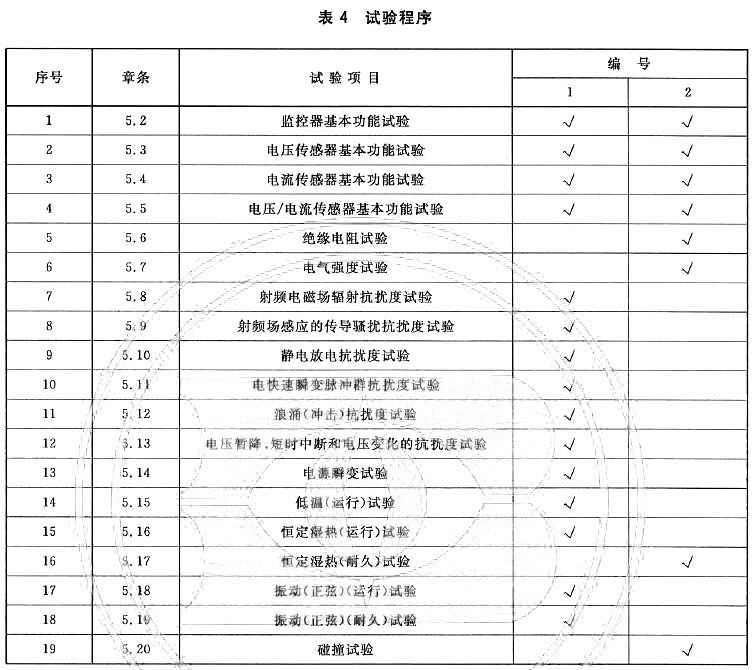 表 4 试验程序
序号 章条 试验项目 编号
1 2
1 5.2 监控器基本功能试验 √ √
2 5.3 电压传感器基本功能试验 √ √
3 5.4 电流传感器基本功能试验 √ √
4 5.5 电压/电流传感器基本功能试验 √ √
5 5.6 绝缘电阻试验 √
6 5.7 电气强度试验 √
7 5.8 射频电磁场辐射抗扰度试验 √
8 5.9 射频场感应的传导骚扰抗扰度试验 √
9 5.10 静电放电抗扰度试验 √
10 5.11 电快速瞬变脉冲群抗扰度试验 √
11 5.12 浪涌(冲击)抗扰度试验 √
12 5.13 电压暂降、短时中断和电压变化的抗扰度试验 √
13 5.14 电源瞬变试验 √
14 5.15 低温(运行)试验 √
15 5.16 恒定湿热(运行)试验 √
16 5.17 恒定湿热(耐久)试验 √
17 5.18 振动(正弦)(运行)试验 √
18 5.19 振动(正弦)(耐久)试验 √
19 5.20 碰撞试验 √